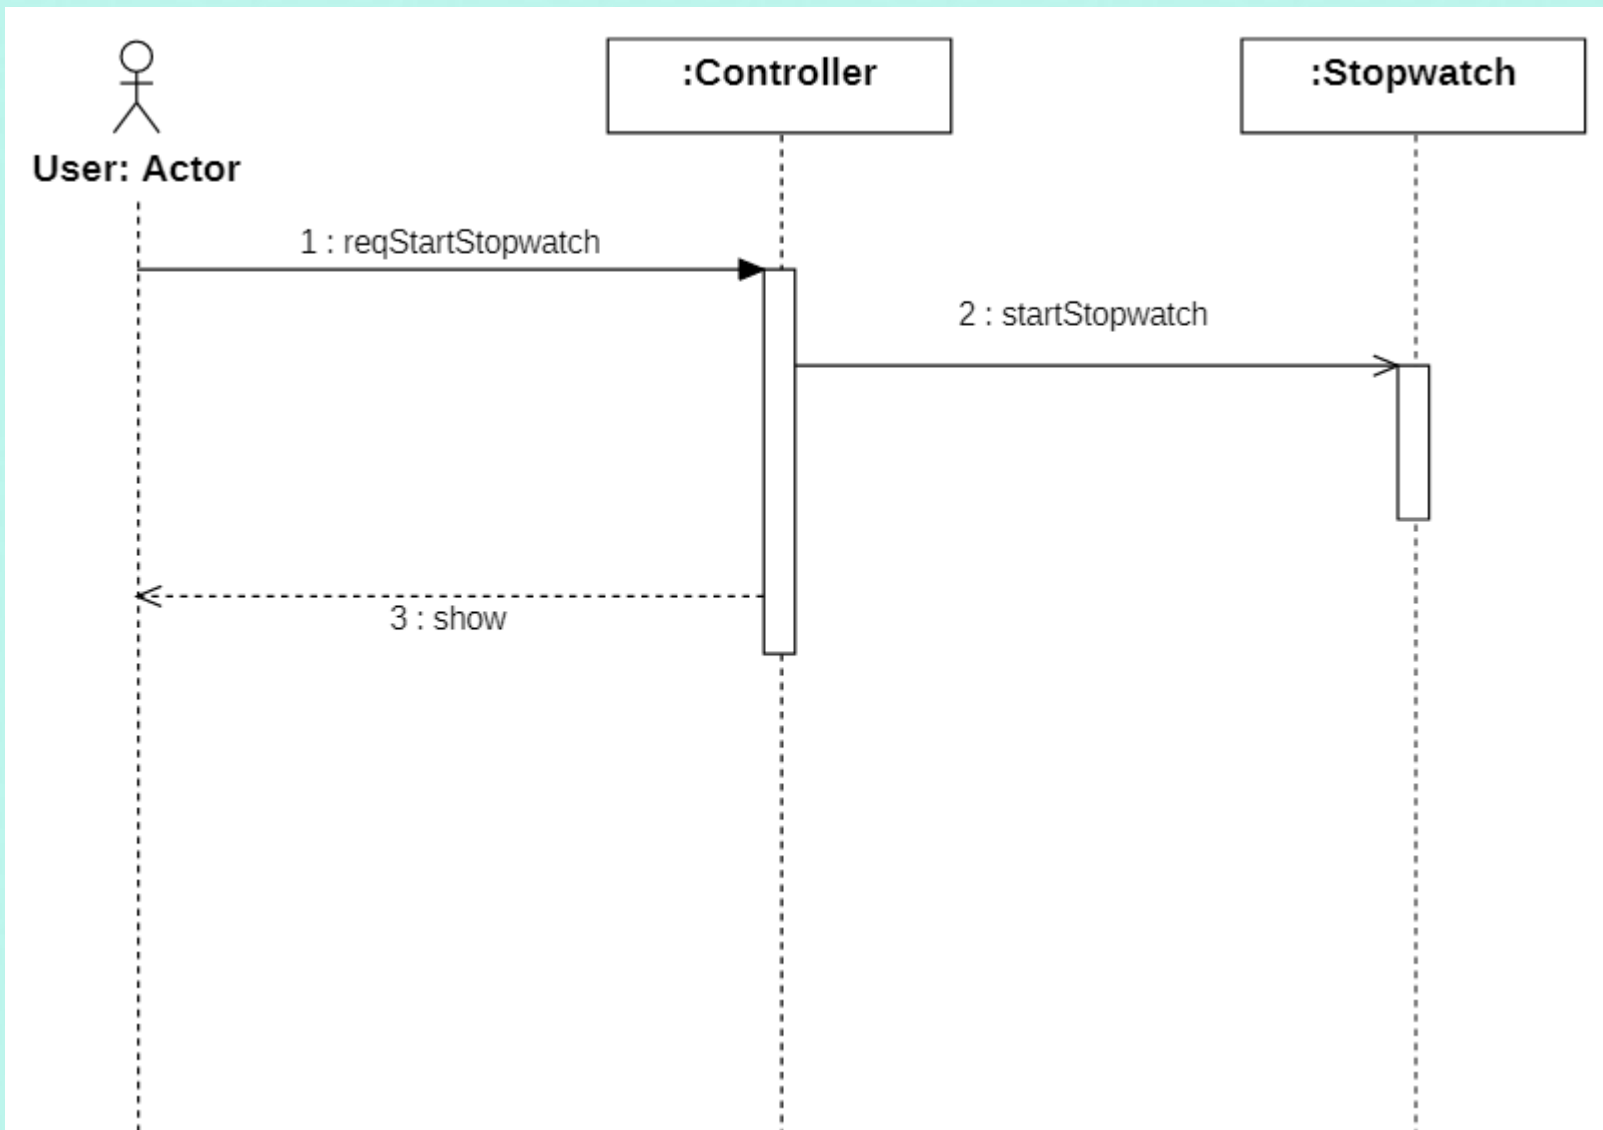 :Controller
:Stopwatch
User: Actor
1 : reqStartStopwatch
2 : startStopwatch
3 : show